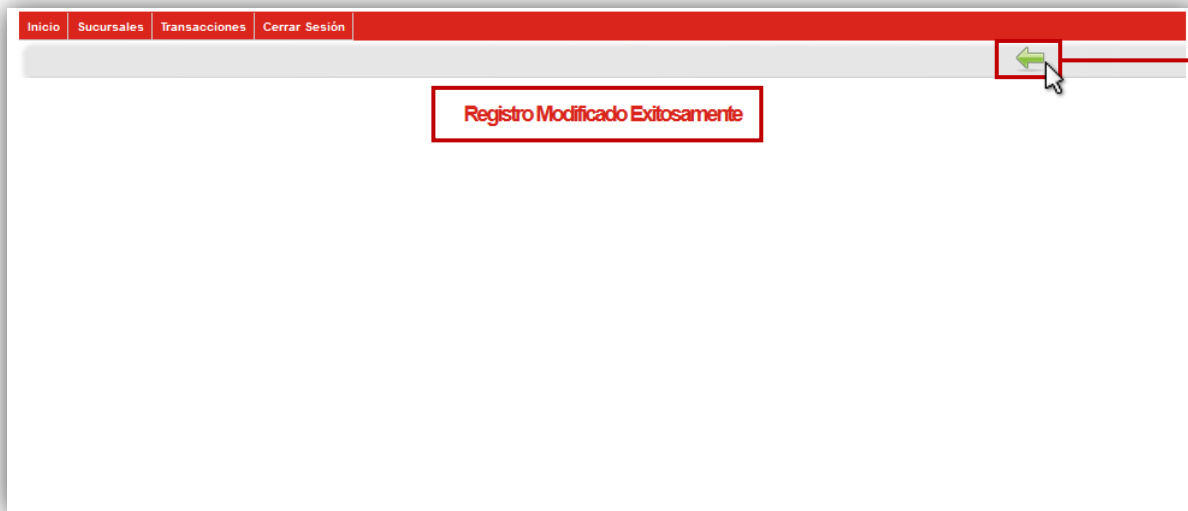 Inicio Sucursales Transacciones Cerrar Sesión
Registro Modificado Exitosamente